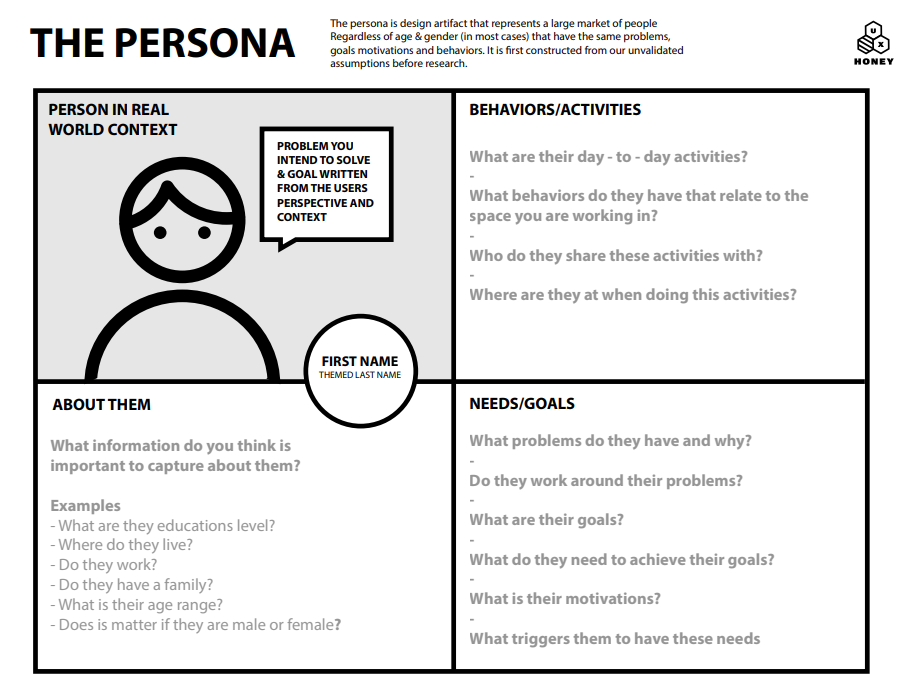 THE PERSONA
The persona is design artifact that represents a large market of people
Regardless of age & gender (in most cases) that have the same problems,
goals motivations and behaviors. It is first constructed from our unvalidated
assumptions before research.
U
X
HONEY
PERSON IN REAL
WORLD CONTEXT
PROBLEM YOU
INTEND TO SOLVE
& GOAL WRITTEN
FROM THE USERS
PERSPECTIVE AND
CONTEXT
FIRST NAME
THEMED LAST NAME
BEHAVIORS/ACTIVITIES
What are their day - to - day activities?
-
What behaviors do they have that relate to the
space you are working in?
-
Who do they share these activities with?
-
Where are they at when doing this activities?
ABOUT THEM
What information do you think is
important to capture about them?
Examples
- What are they educations level?
- Where do they live?
- Do they work?
- Do they have a family?
- What is their age range?
- Does is matter if they are male or female?
NEEDS/GOALS
What problems do they have and why?
-
Do they work around their problems?
-
What are their goals?
-
What do they need to achieve their goals?
-
What is their motivations?
-
What triggers them to have these needs